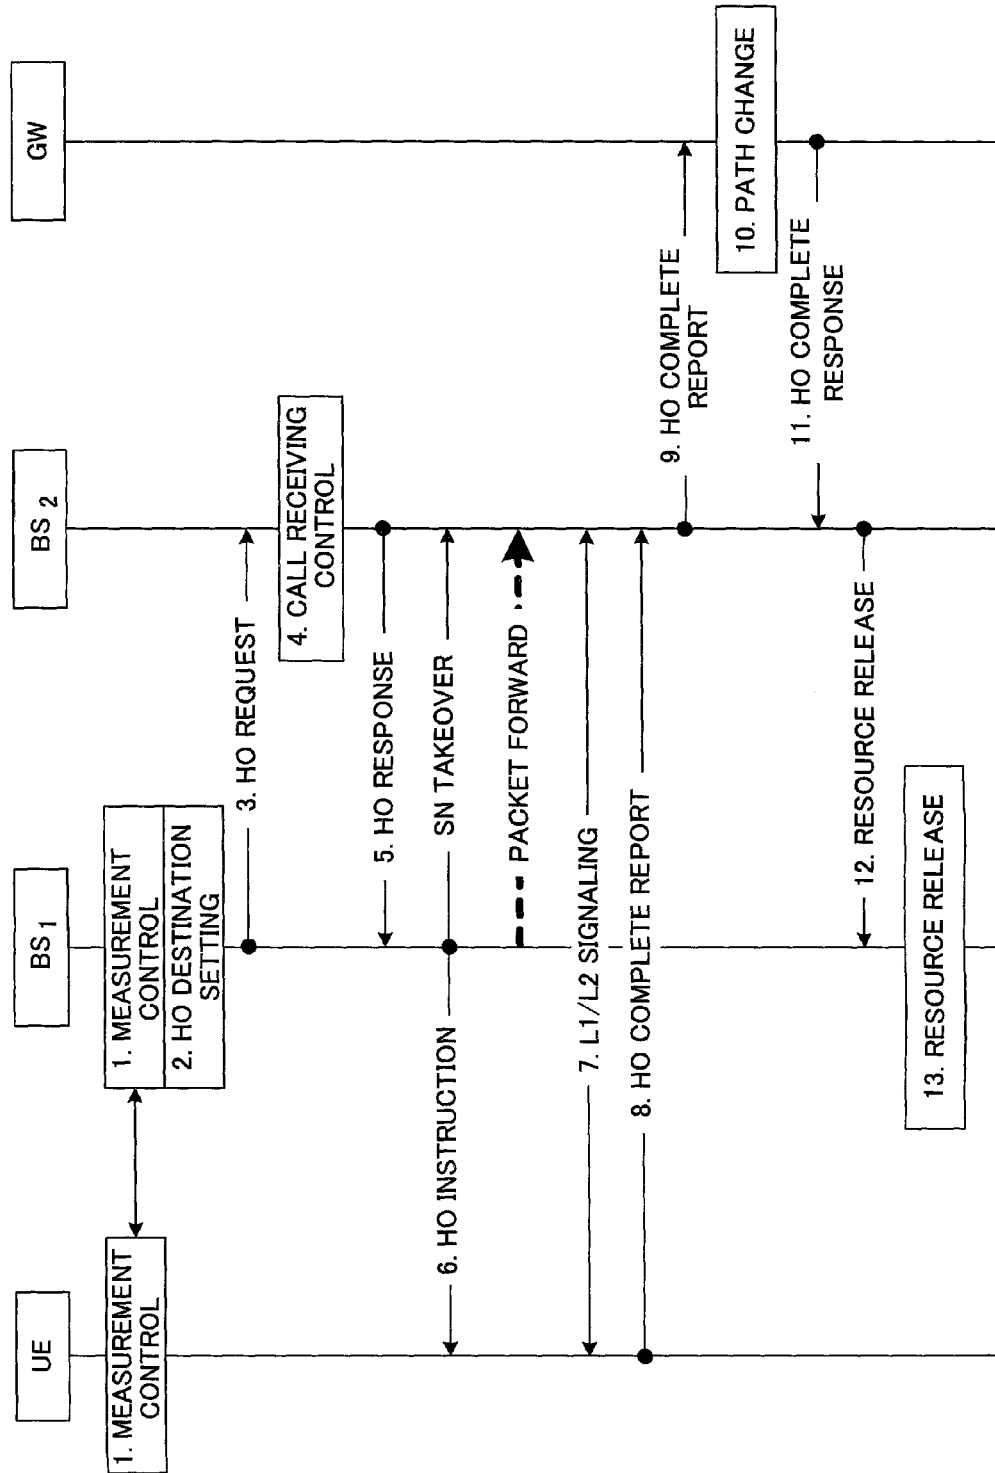 UE
BS1
BS2
GW
1. MEASUREMENT
CONTROL
1. MEASUREMENT
CONTROL
2. HO DESTINATION
SETTING
3. HO REQUEST
4. CALL RECEIVING
CONTROL
5. HO RESPONSE
6. HO INSTRUCTION
SN TAKEOVER
PACKET FORWARD
7. L1/L2 SIGNALING
8. HO COMPLETE REPORT
9. HO COMPLETE
REPORT
10. PATH CHANGE
11. HO COMPLETE
RESPONSE
12. RESOURCE RELEASE
13. RESOURCE RELEASE